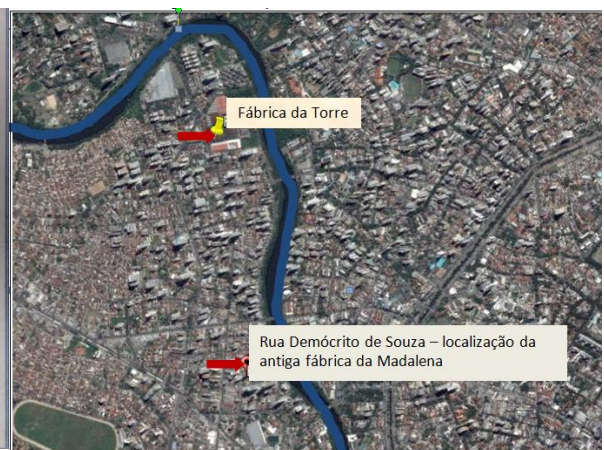 Fábrica da Torre
Rua Demócrito de Souza – localização da
antiga fábrica da Madalena